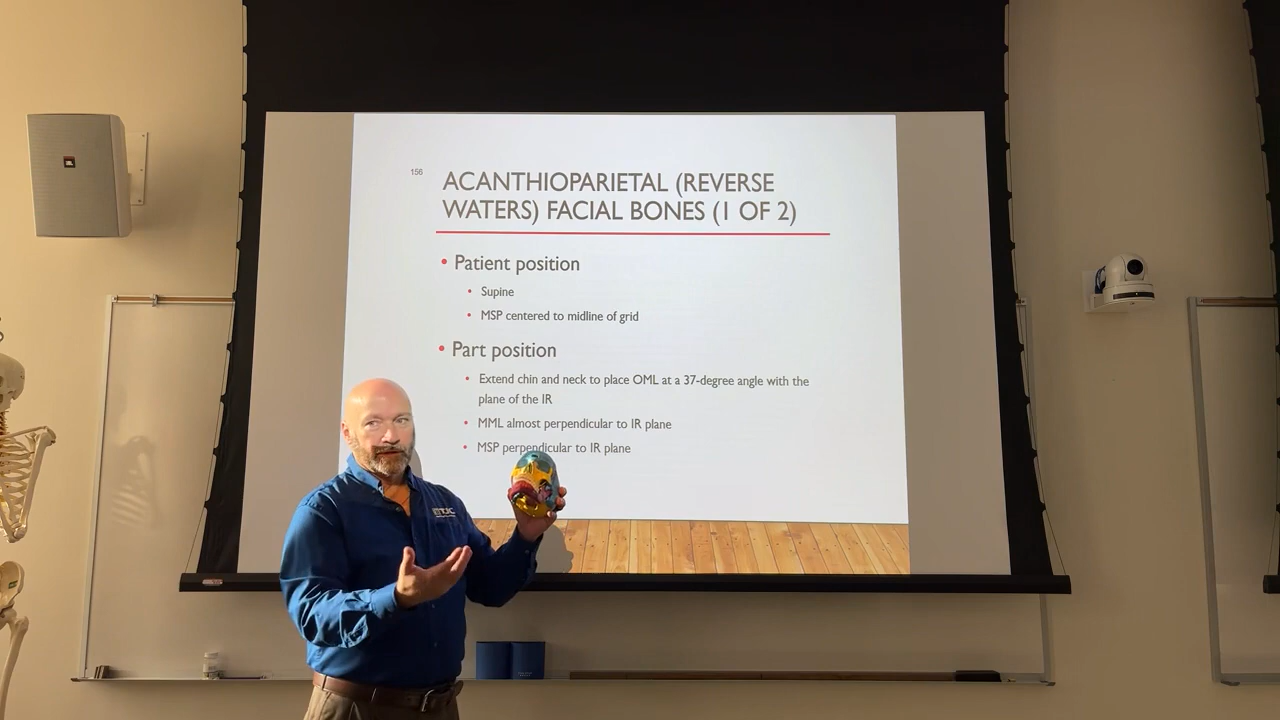 156
ACANTHIOPARIETAL (REVERSE
WATERS) FACIAL BONES (1 OF 2)
• Patient position
• Supine
• MSP centered to midline of grid
• Part position
• Extend chin and neck to place OML at a 37-degree angle with the
plane of the IR
• MML almost perpendicular to IR plane
• MSP perpendicular to IR plane
JBL